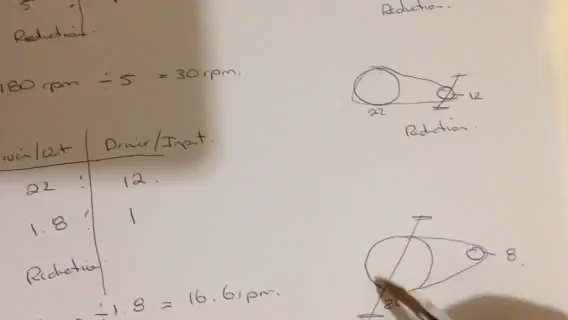 5 :
Reduction.
Reduction.
180 rpm ÷ 5 = 30 rpm.
12
22
Reduction.
Driver/Input.
22 : 12.
1.8 : 1
Reduction
8.
÷ 1.8 = 16.6 rpm.